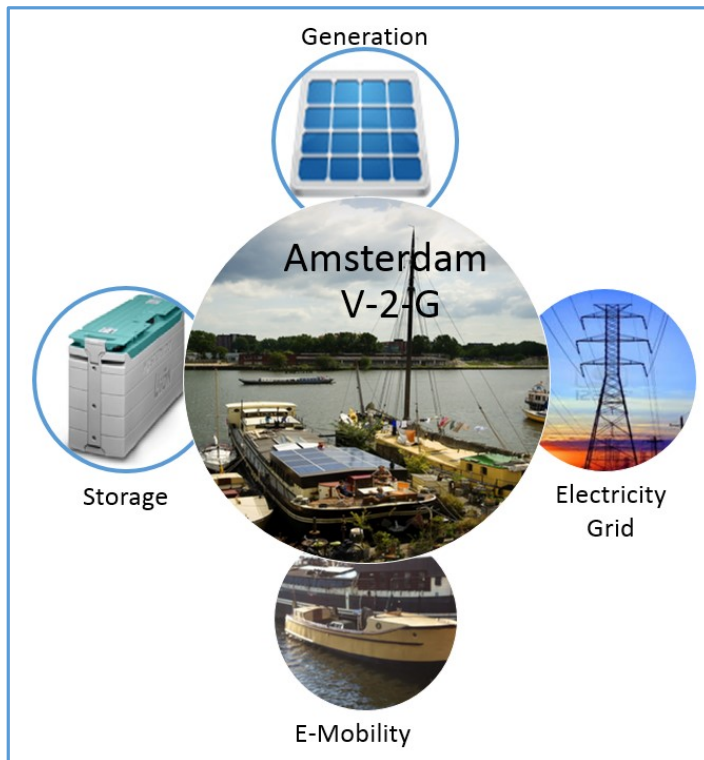 Generation
Amsterdam
V-2-G
Storage
Electricity
Grid
E-Mobility